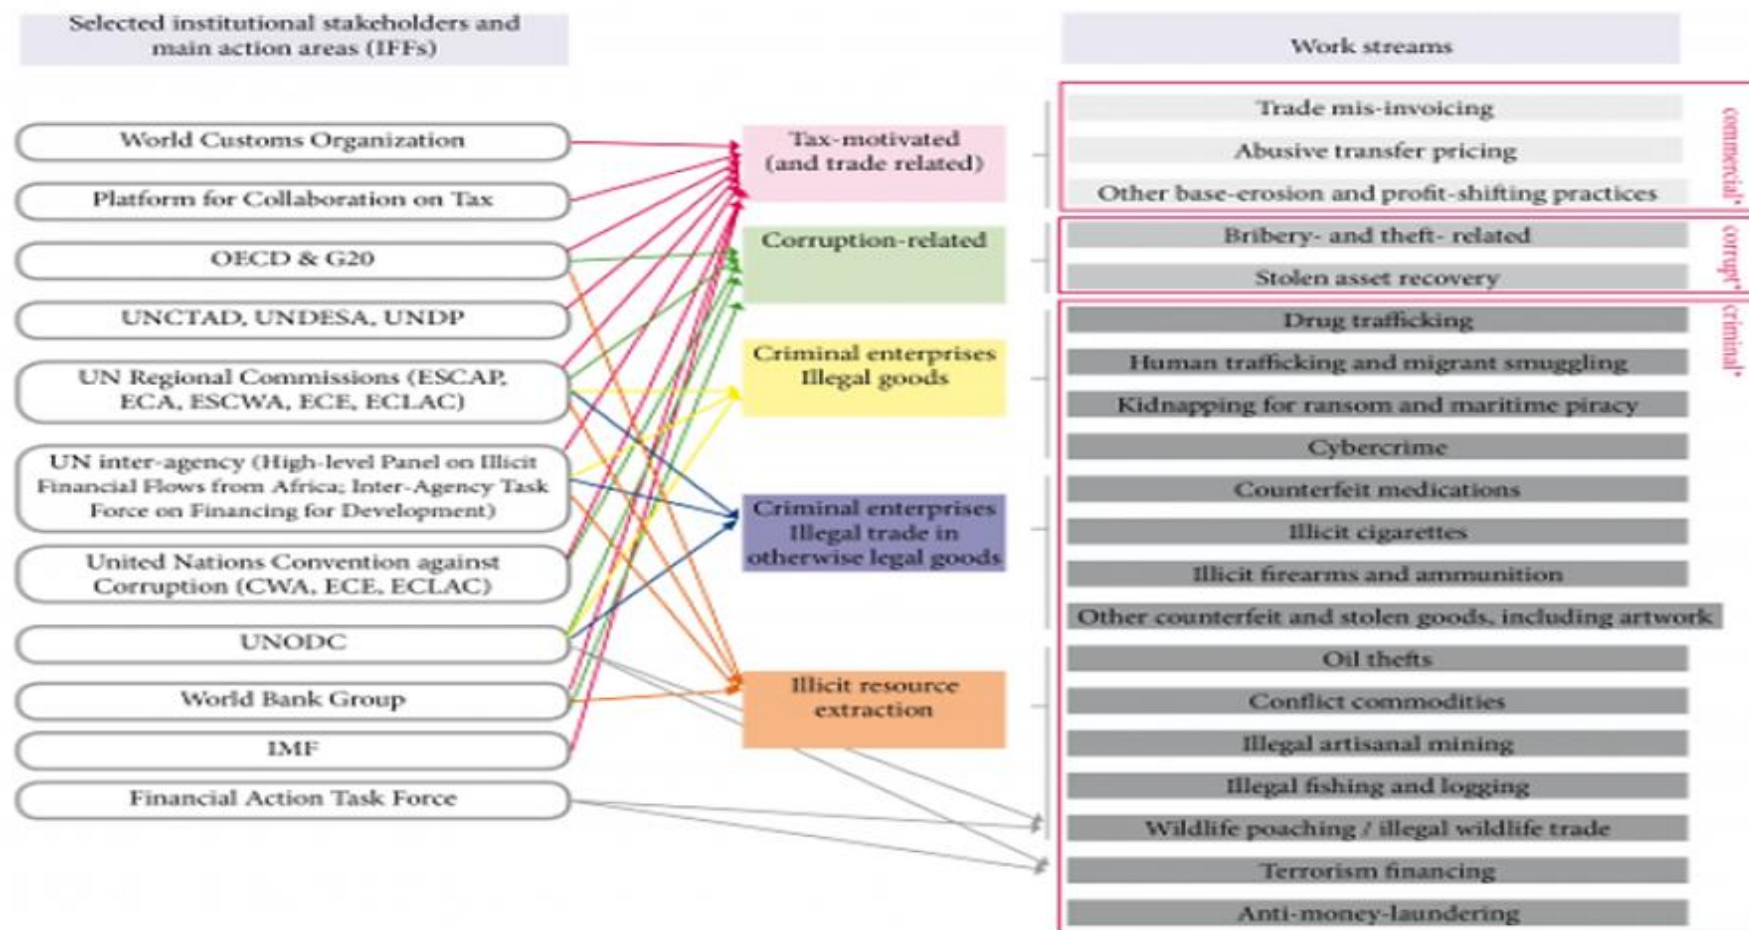 Selected institutional stakeholders and
main action areas (IFFs)
World Customs Organization
Platform for Collaboration on Tax
OECD & G20
UNCTAD, UNDESA, UNDP
UN Regional Commissions (ESCAP,
ECA, ESCWA, ECE, ECLAC)
UN inter-agency (High-level Panel on Illicit
Financial Flows from Africa; Inter-Agency Task
Force on Financing for Development)
United Nations Convention against
Corruption (CWA, ECE, ECLAC)
UNODC
World Bank Group
IMF
Financial Action Task Force
Tax-motivated
(and trade related)
Corruption-related
Criminal enterprises
Illegal goods
Criminal enterprises
Illegal trade in
otherwise legal goods
Illicit resource
extraction
Work streams
Trade mis-invoicing
Abusive transfer pricing
Other base-erosion and profit-shifting practices
Bribery- and theft- related
Stolen asset recovery
Drug trafficking
Human trafficking and migrant smuggling
Kidnapping for ransom and maritime piracy
Cybercrime
Counterfeit medications
Illicit cigarettes
Illicit firearms and ammunition
Other counterfeit and stolen goods, including artwork
Oil thefts
Conflict commodities
Illegal artisanal mining
Illegal fishing and logging
Wildlife poaching / illegal wildlife trade
Terrorism financing
Anti-money-laundering
commercial*
corrupt*
criminal*